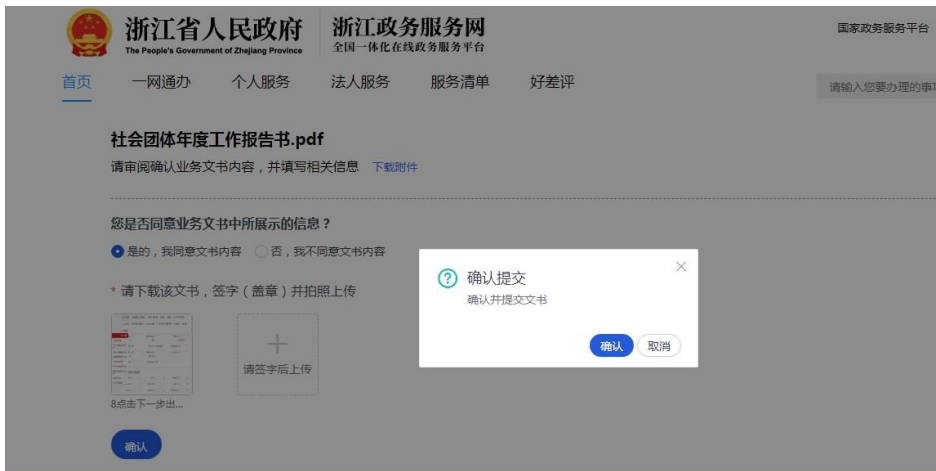 浙江省人民政府
The People's Government of Zhejiang Province
浙江政务服务网
全国一体化在线政务服务平台
国家政务服务平台
首页 一网通办 个人服务 法人服务 服务清单 好差评
请输入您要办理的事项
社会团体年度工作报告书.pdf
请审阅确认业务文书内容，并填写相关信息 下载附件
您是否同意业务文书中所展示的信息？
是的，我同意文书内容 否，我不同意文书内容
* 请下载该文书，签字（盖章）并拍照上传
请签字后上传
8点击下一步出...
确认
确认提交
确认并提交文书
确认 取消